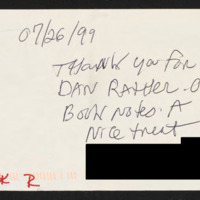 07/26/99
THANK YOU FOR
DAN RATHER - O
BOOK NOTES. A
NICE treat
K R